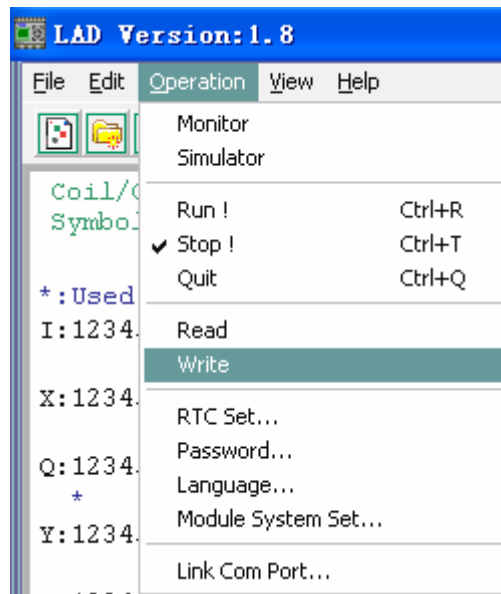 LAD Version:1.8
File Edit Operation View Help
Monitor
Simulator
Run ! Ctrl+R
✓ Stop ! Ctrl+T
Quit Ctrl+Q
Read
Write
RTC Set...
Password...
Language...
Module System Set...
Link Com Port...
Coil/
Symbol
*:Used
I:1234.
X:1234.
Q:1234.
*
Y:1234.